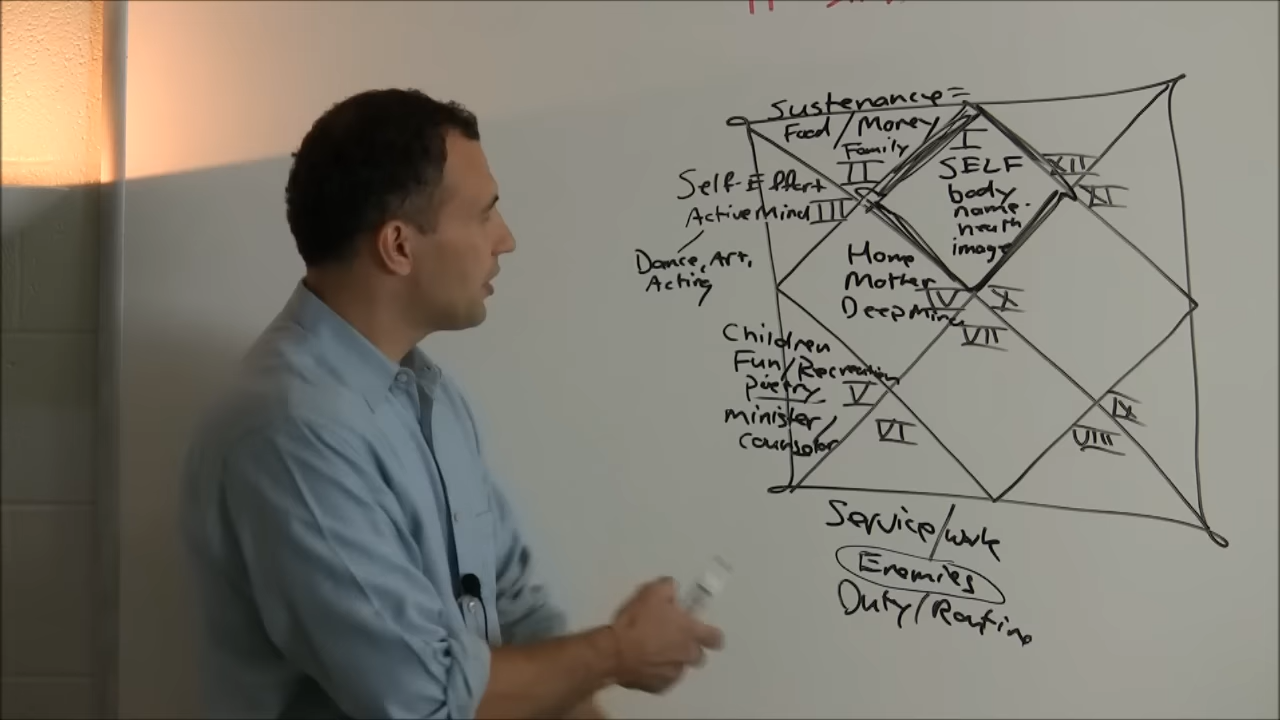 Sustenance =
Food / Money
Family
II
I
SELF
body
name.
health
image
XII
XI
Self-Effort
Active Mind III
Dance, Art,
Acting
Home
Mother
Deep Mind
IV
X
VII
Children
Fun/Recreation
Poetry
V
minister/
Counselor
VI
IX
VIII
Service/work
Enemies
Duty/Routine